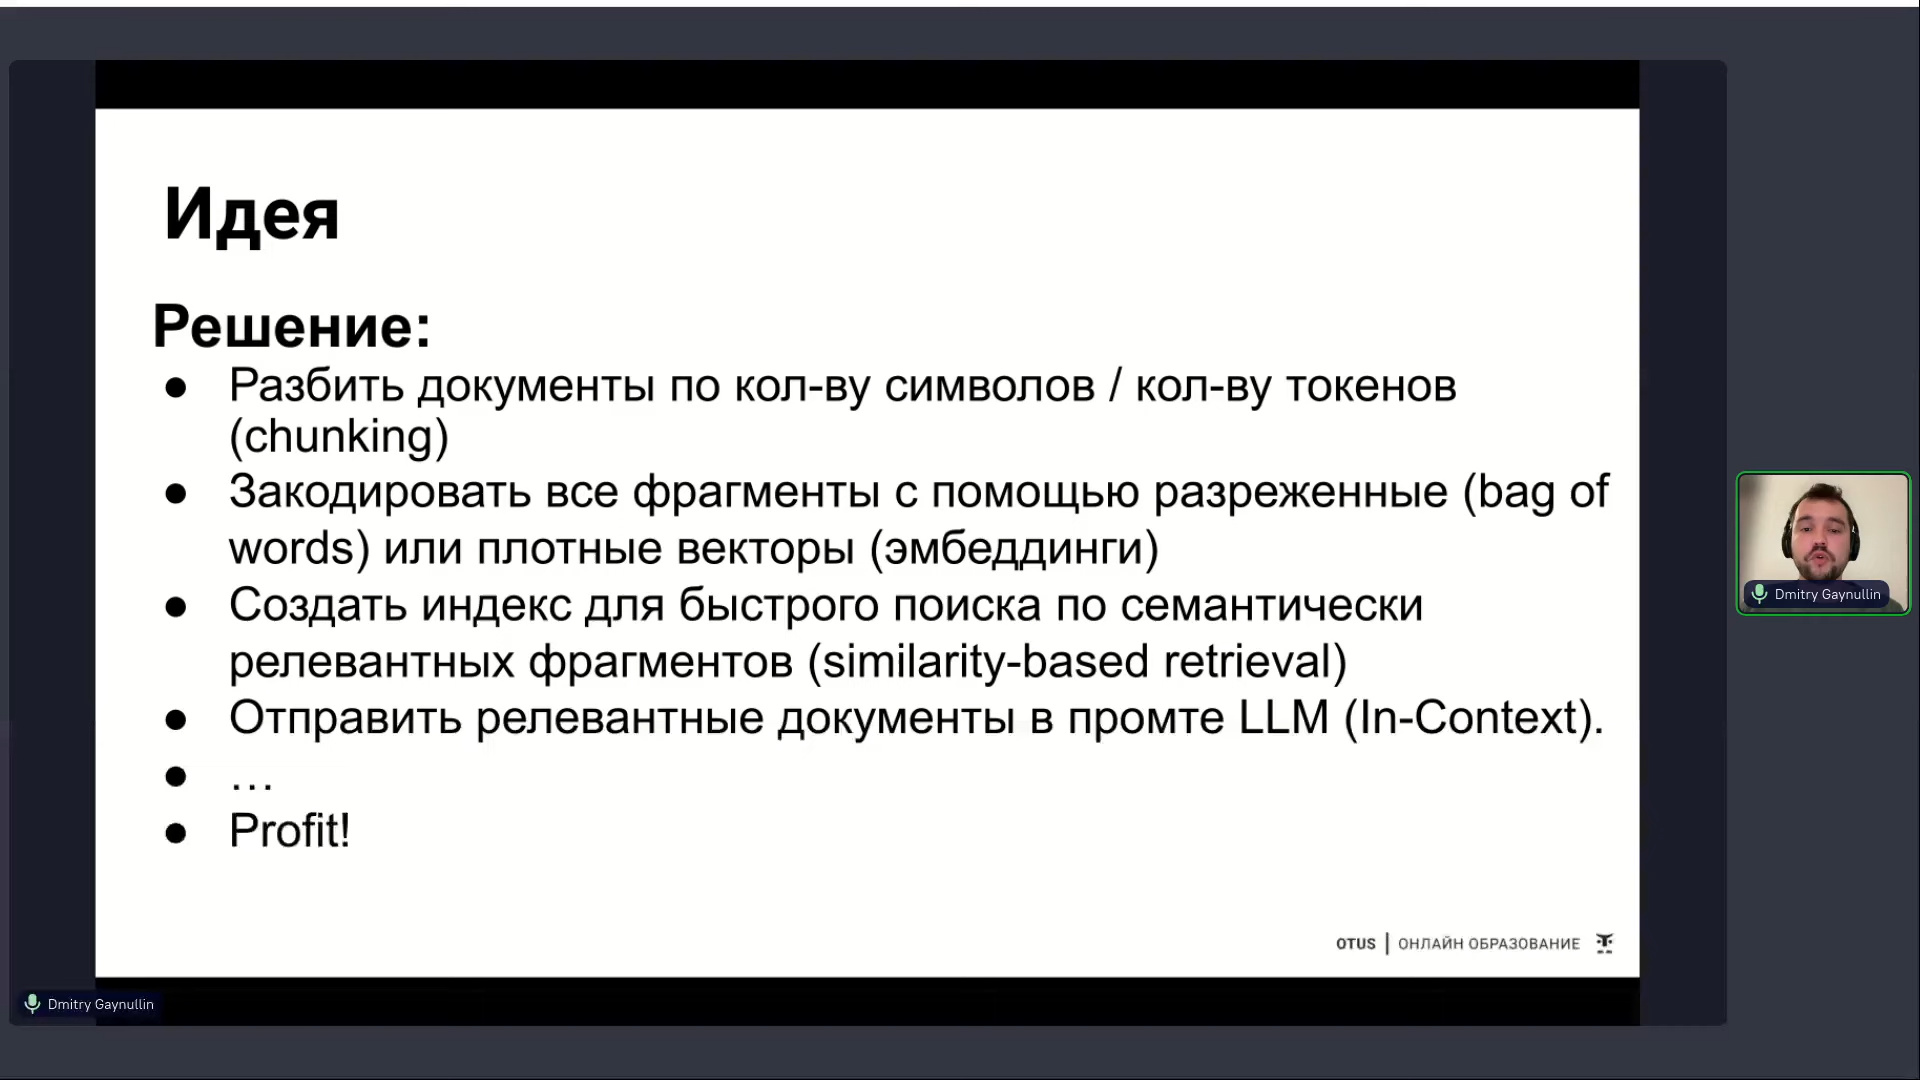 Идея
Решение:
● Разбить документы по кол-ву символов / кол-ву токенов
(chunking)
● Закодировать все фрагменты с помощью разреженные (bag of
words) или плотные векторы (эмбеддинги)
● Создать индекс для быстрого поиска по семантически
релевантных фрагментов (similarity-based retrieval)
● Отправить релевантные документы в промте LLM (In-Context).
● …
● Profit!
OTUS | ОНЛАЙН ОБРАЗОВАНИЕ
Dmitry Gaynullin
Dmitry Gaynullin